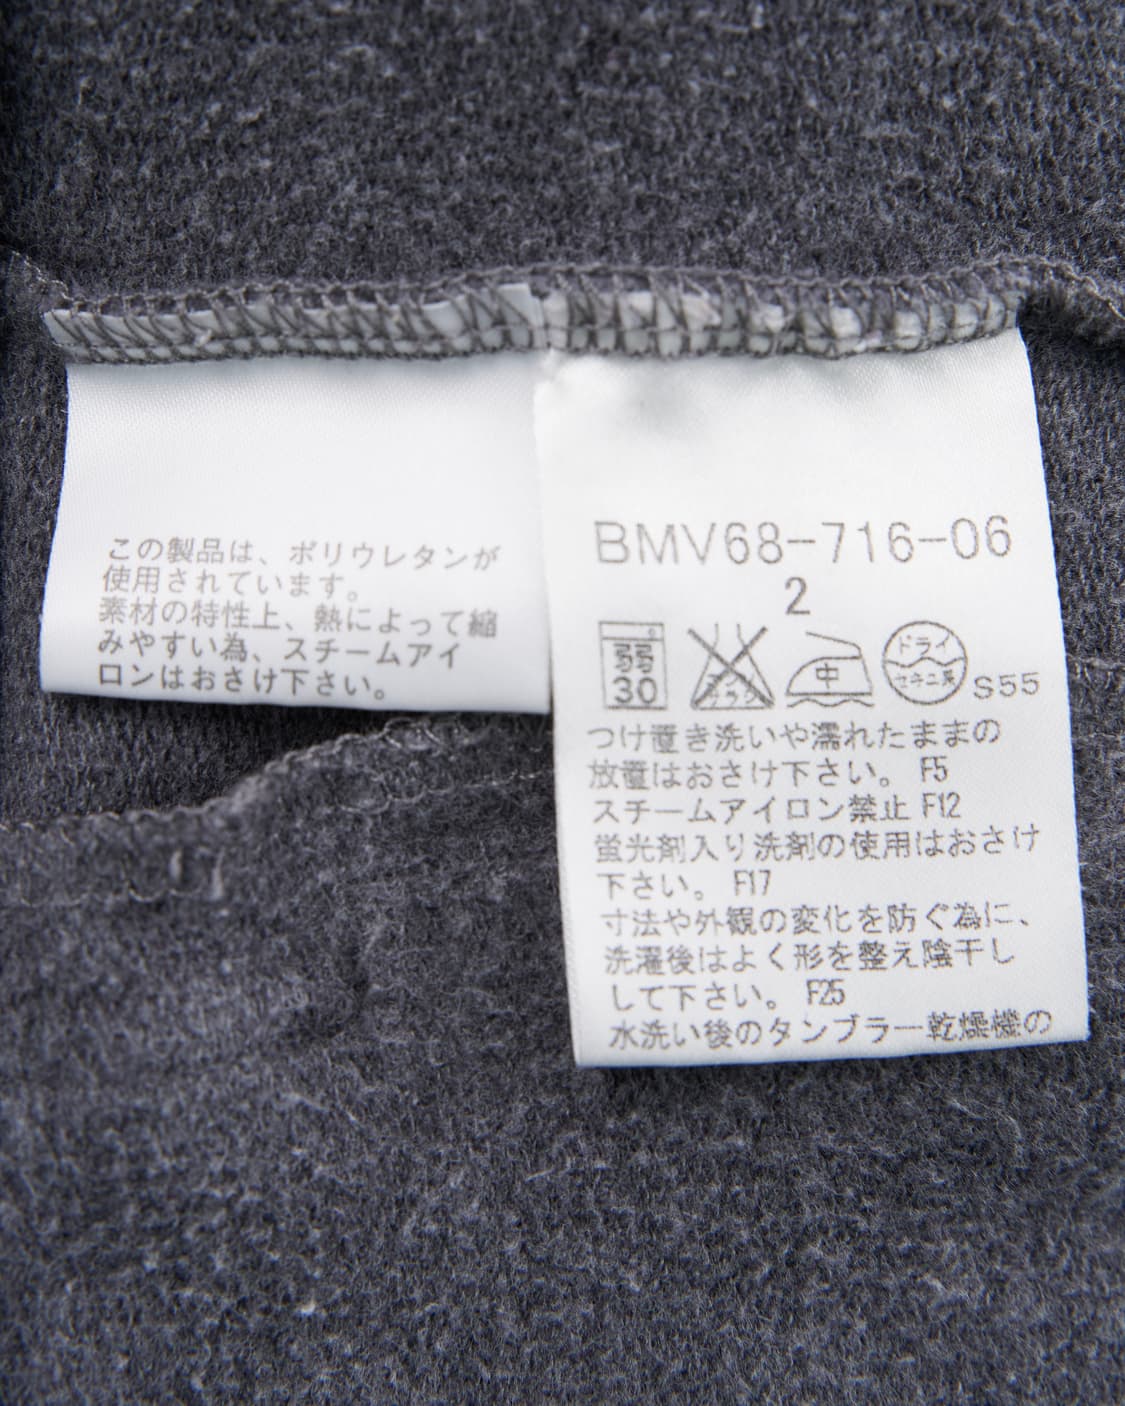 この製品は、ポリウレタンが
使用されています。
素材の特性上、熱によって縮
みやすい為、スチームアイ
ロンはおさけ下さい。
BMV68-716-06
2
弱
30
中
ドライ
セキユ系
S55
つけ置き洗いや濡れたままの
放置はおさけ下さい。 F5
スチームアイロン禁止 F12
蛍光剤入り洗剤の使用はおさけ
下さい。 F17
寸法や外観の変化を防ぐ為に、
洗濯後はよく形を整え陰干し
して下さい。 F25
水洗い後のタンブラー乾燥機の